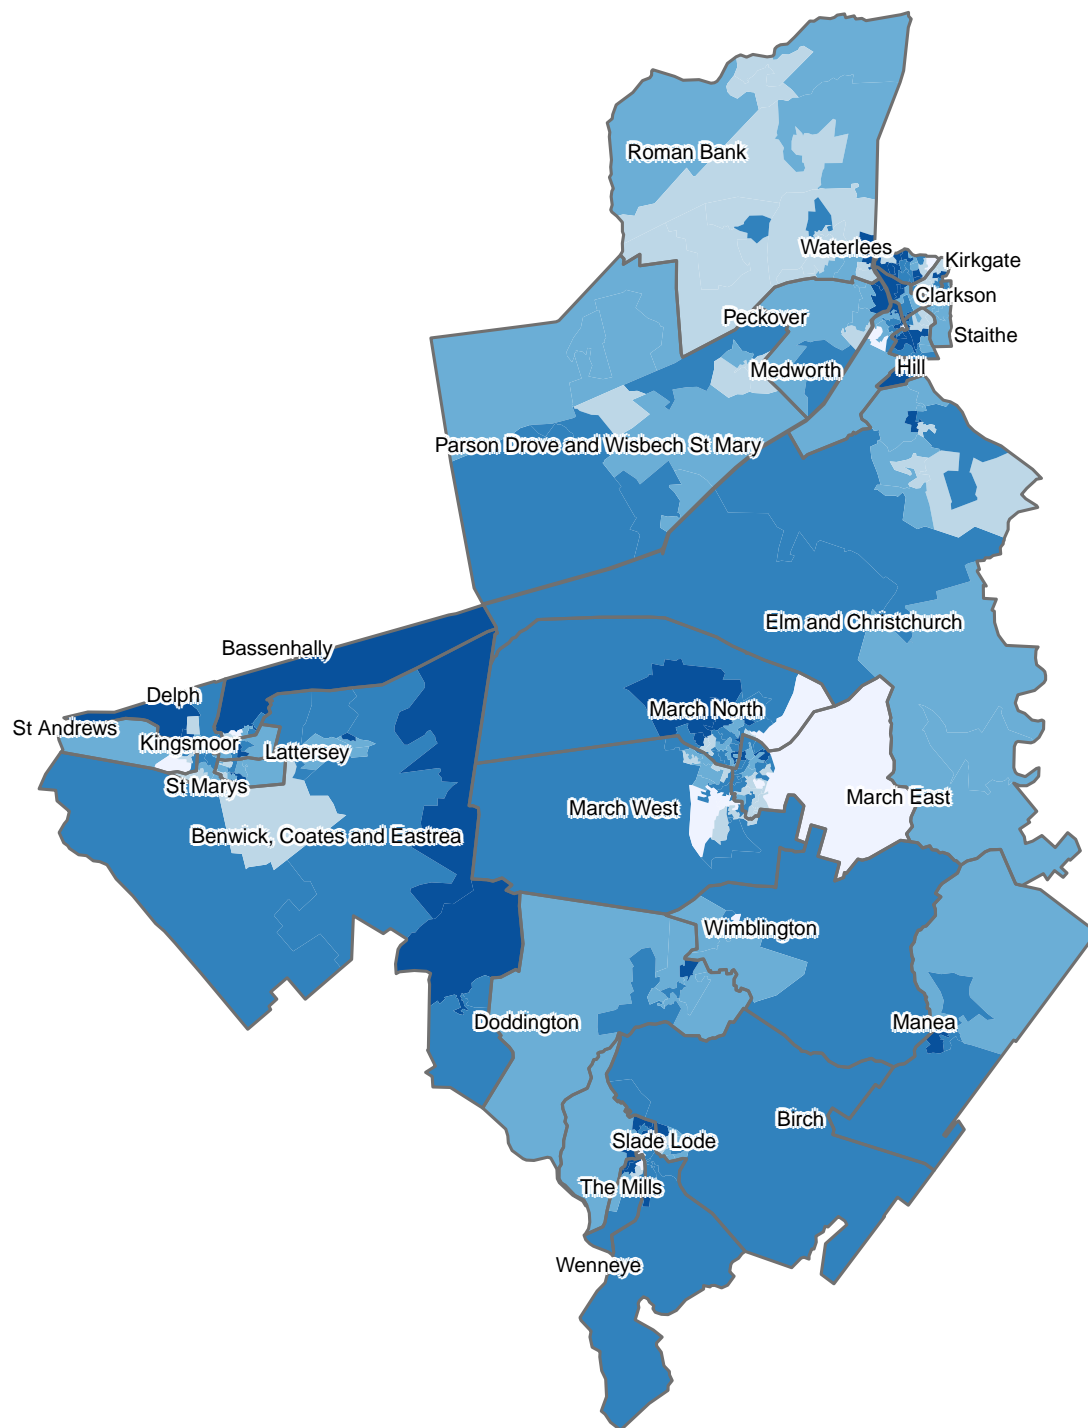 Roman Bank
Waterlees
Kirkgate
Clarkson
Peckover
Staithe
Medworth
Hill
Parson Drove and Wisbech St Mary
Elm and Christchurch
Bassenhally
Delph
March North
St Andrews
Kingsmoor
Lattersey
St Marys
March East
March West
Benwick, Coates and Eastrea
Wimblington
Doddington
Manea
Birch
Slade Lode
The Mills
Wenneye